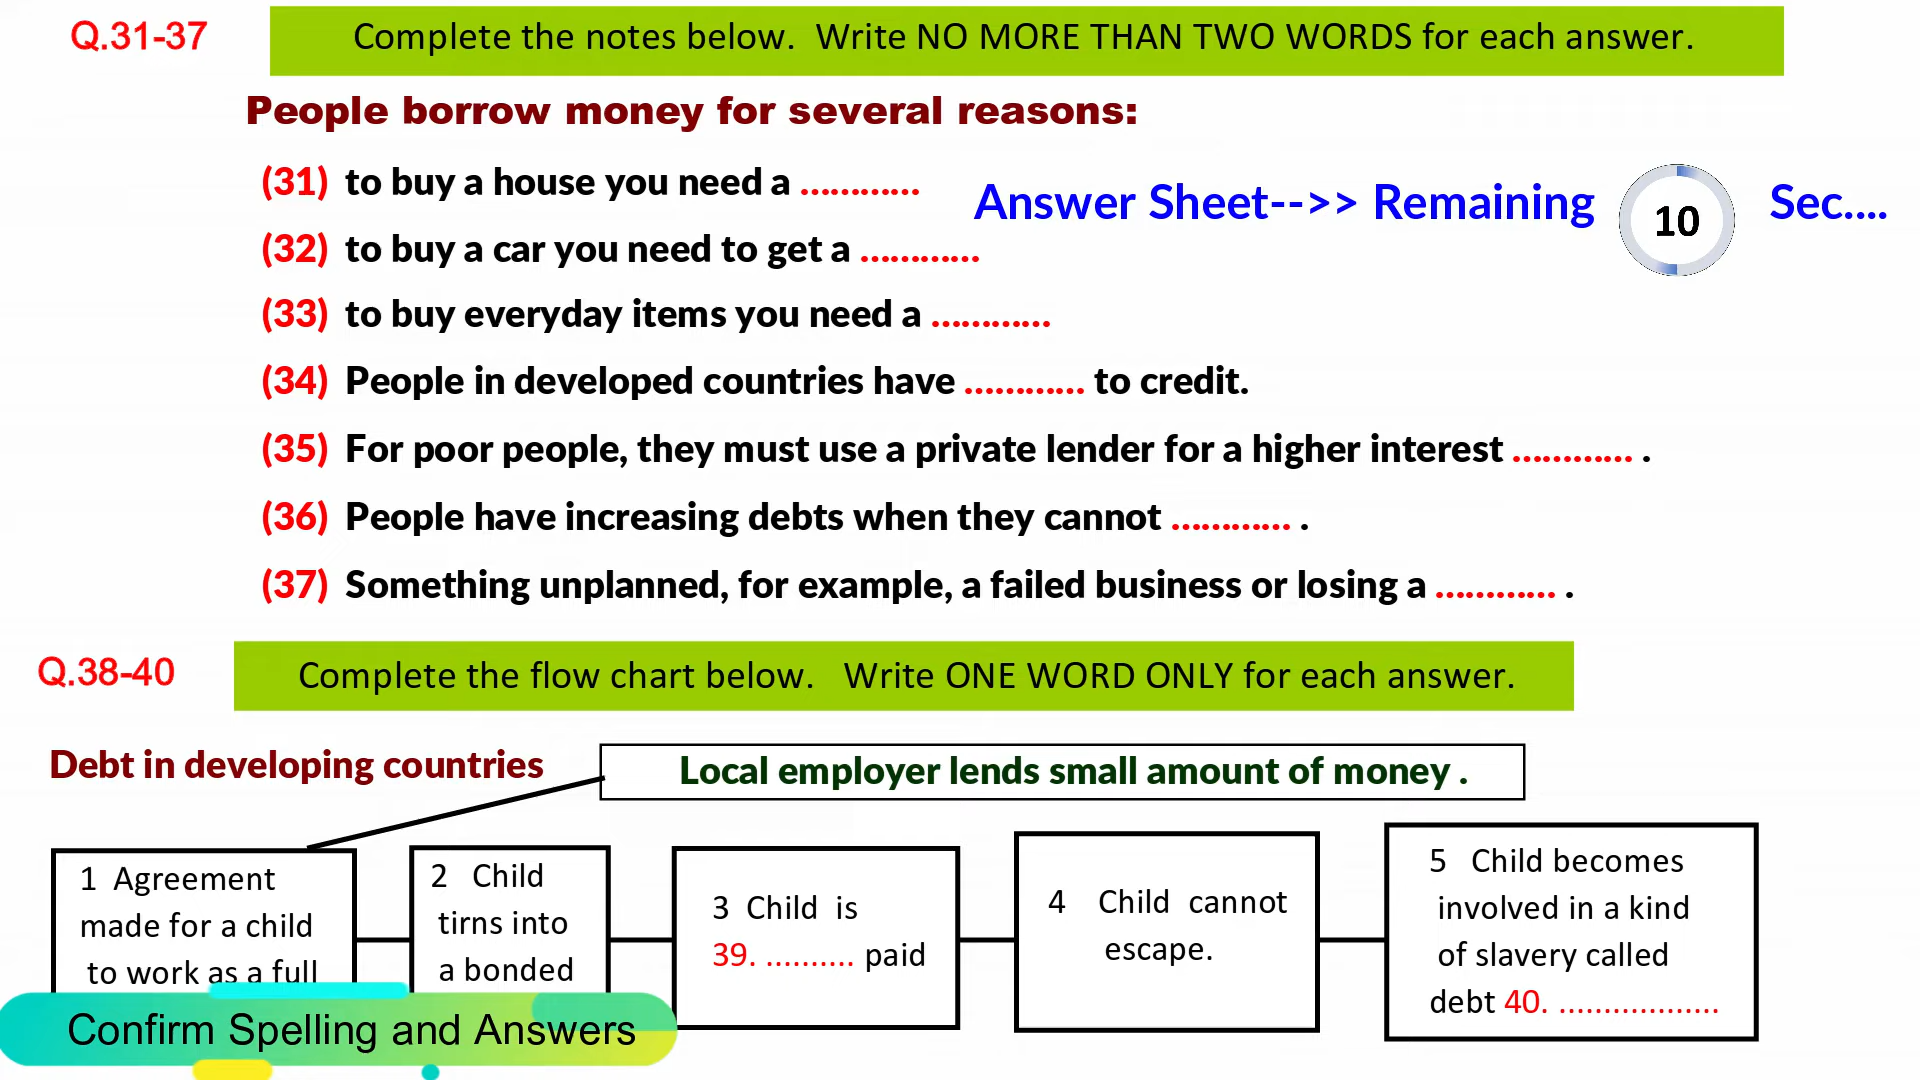 Q.31-37
Complete the notes below. Write NO MORE THAN TWO WORDS for each answer.
People borrow money for several reasons:
(31) to buy a house you need a ............
Answer Sheet-->> Remaining 10 Sec....
(32) to buy a car you need to get a ............
(33) to buy everyday items you need a ............
(34) People in developed countries have ............ to credit.
(35) For poor people, they must use a private lender for a higher interest ............ .
(36) People have increasing debts when they cannot ............ .
(37) Something unplanned, for example, a failed business or losing a ............ .
Q.38-40
Complete the flow chart below. Write ONE WORD ONLY for each answer.
Debt in developing countries
Local employer lends small amount of money .
1 Agreement
made for a child
to work as a full
2 Child
tirns into
a bonded
3 Child is
39. .......... paid
4 Child cannot
escape.
5 Child becomes
involved in a kind
of slavery called
debt 40. ..................
Confirm Spelling and Answers